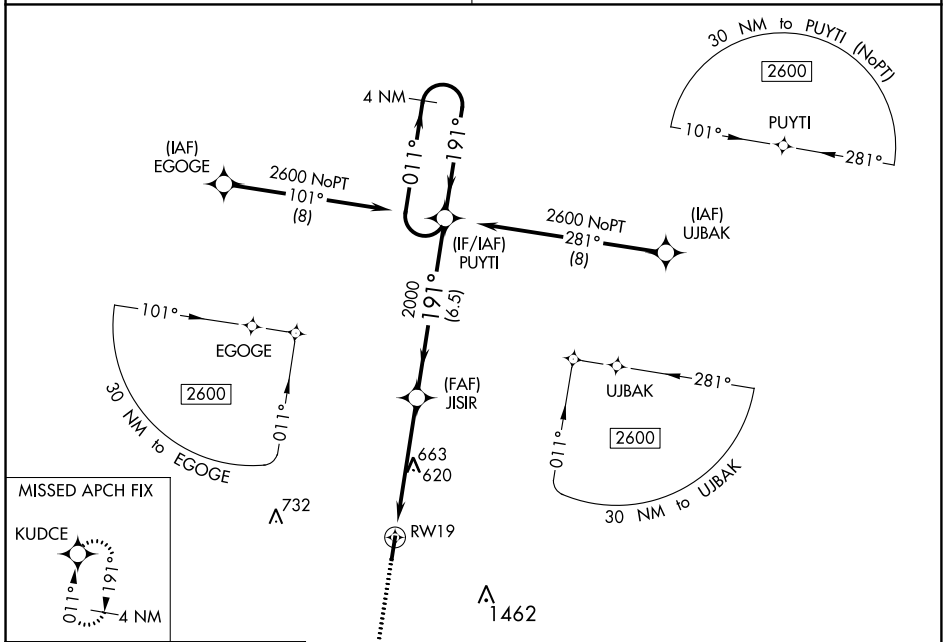 30 NM to PUYTI (NoPT)
2600
101°
PUYTI
281°
4 NM
011°
191°
(IAF)
EGOGE
2600 NoPT
101°
(8)
2600 NoPT
281°
(8)
(IAF)
UJBAK
(IF/IAF)
PUYTI
2000
191°
(6.5)
101°
EGOGE
2600
011°
30 NM to EGOGE
(FAF)
JISIR
UJBAK
281°
2600
011°
30 NM to UJBAK
663
620
732
RW19
1462
MISSED APCH FIX
KUDCE
011°
191°
4 NM